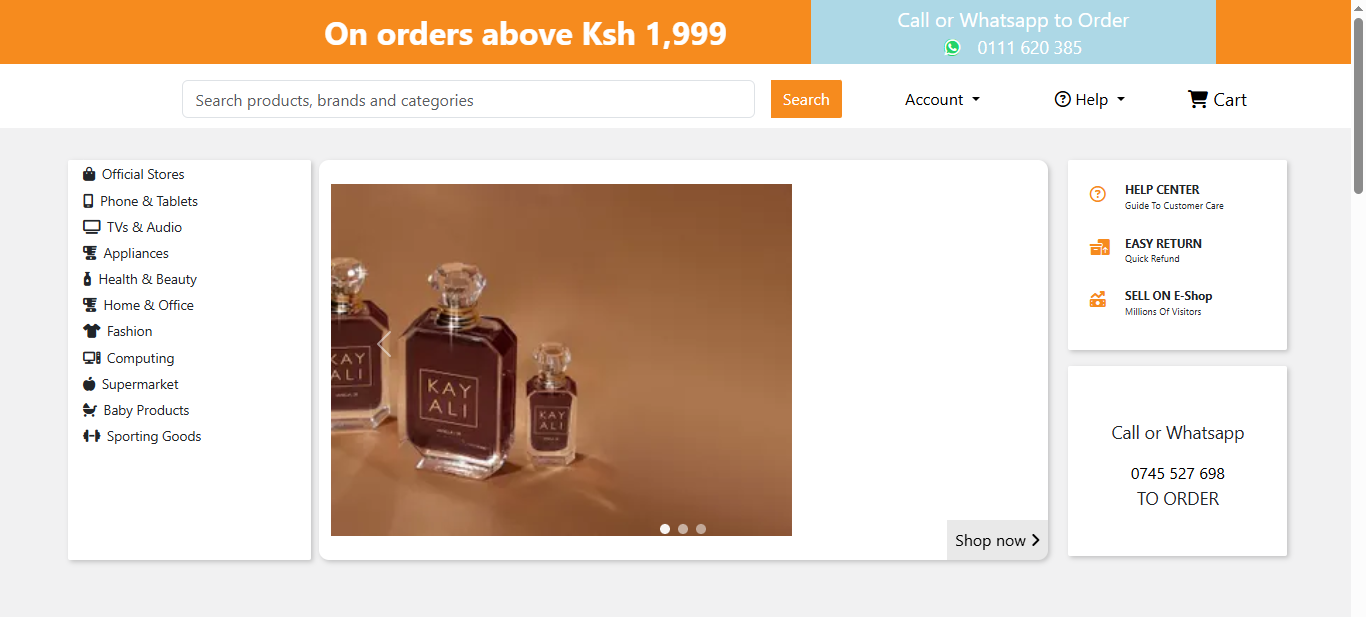 On orders above Ksh 1,999
Call or Whatsapp to Order
0111 620 385
Search products, brands and categories
Search
Account
Help
Cart
Official Stores
Phone & Tablets
TVs & Audio
Appliances
Health & Beauty
Home & Office
Fashion
Computing
Supermarket
Baby Products
Sporting Goods
KAY
ALI
KAY
ALI
KAY
ALI
Shop now
HELP CENTER
Guide To Customer Care
EASY RETURN
Quick Refund
SELL ON E-Shop
Millions Of Visitors
Call or Whatsapp
0745 527 698
TO ORDER